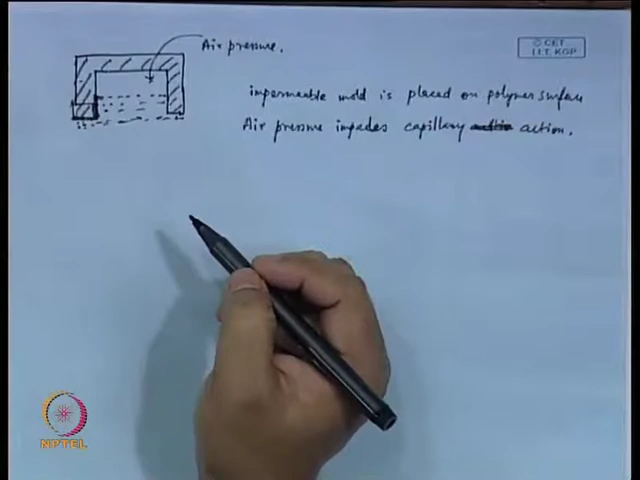 Air pressure.
© CET
I.I.T. KGP
impermeable mold is placed on polymer surface
Air pressure impedes capillary action.
NPTEL